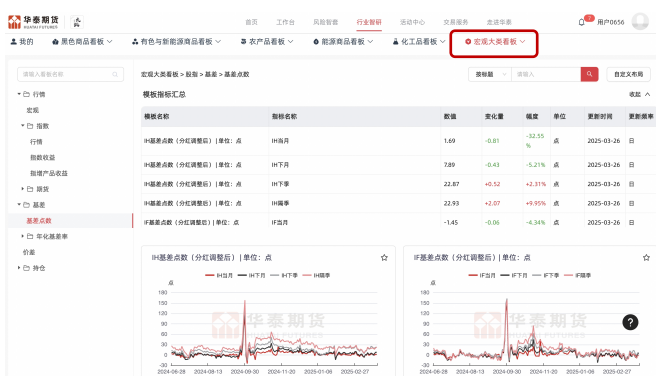 华泰期货
HUATAI FUTURES
首页 工作台 风险管数 行业智研 活动中心 交易服务 走进华泰
用户0656
我的 黑色商品看板 有色与新能源商品看板 农产品看板 能源商品看板 化工品看板 宏观大类看板
请输入看板名称
宏观大类看板 > 股指 > 基差 > 基差点数
按标题 请输入
自定义布局
行情
宏观
指数
行情
指数收益
指增产品收益
期货
基差
基差点数
年化基差率
价差
持仓
模板指标汇总
收起
模板名称 指标名称 数值 变化量 幅度 单位 更新时间 更新频率
IH基差点数（分红调整后）|单位：点 IH当月 1.69 -0.81 -32.55% 点 2025-03-26 日
IH基差点数（分红调整后）|单位：点 IH下月 7.89 -0.43 -5.21% 点 2025-03-26 日
IH基差点数（分红调整后）|单位：点 IH下季 22.87 +0.52 +2.31% 点 2025-03-26 日
IH基差点数（分红调整后）|单位：点 IH隔季 22.93 +2.07 +9.95% 点 2025-03-26 日
IF基差点数（分红调整后）|单位：点 IF当月 -1.45 -0.06 -4.34% 点 2025-03-26 日
IH基差点数（分红调整后）|单位：点
IH当月 IH下月 IH下季 IH隔季
点
180
150
120
90
60
30
0
-30
2024-06-28 2024-08-13 2024-09-30 2024-11-20 2025-01-06 2025-02-27
华泰期货
HUATAI FUTURES
IF基差点数（分红调整后）|单位：点
IF当月 IF下月 IF下季 IF隔季
点
180
150
120
90
60
30
0
-30
2024-06-28 2024-08-13 2024-09-30 2024-11-20 2025-01-06 2025-02-27
华泰期货
HUATAI FUTURES
?